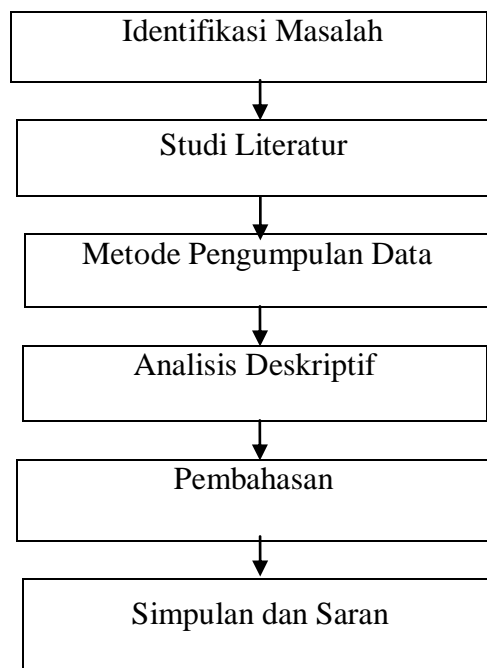 Identifikasi Masalah
Studi Literatur
Metode Pengumpulan Data
Analisis Deskriptif
Pembahasan
Simpulan dan Saran